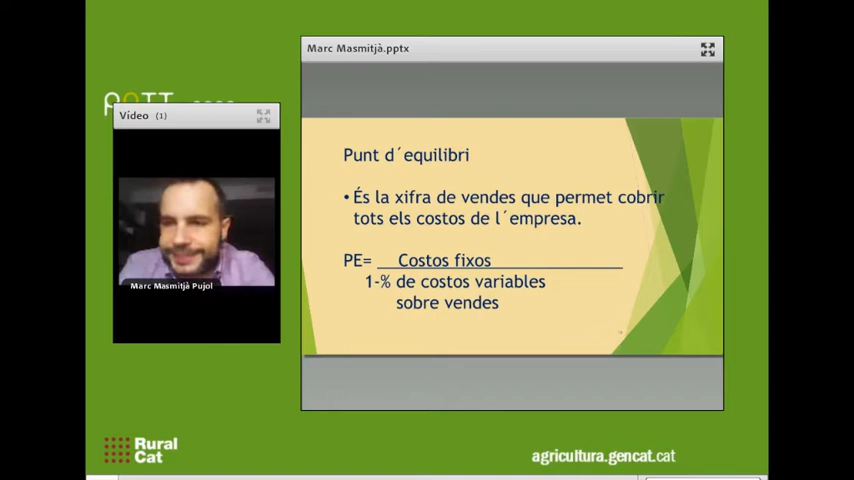 Marc Masmitjà.pptx
Vídeo (1)
Punt d´equilibri
• És la xifra de vendes que permet cobrir
tots els costos de l´empresa.
PE= Costos fixos
1-% de costos variables
sobre vendes
Marc Masmitjà Pujol
Rural
Cat
agricultura.gencat.cat